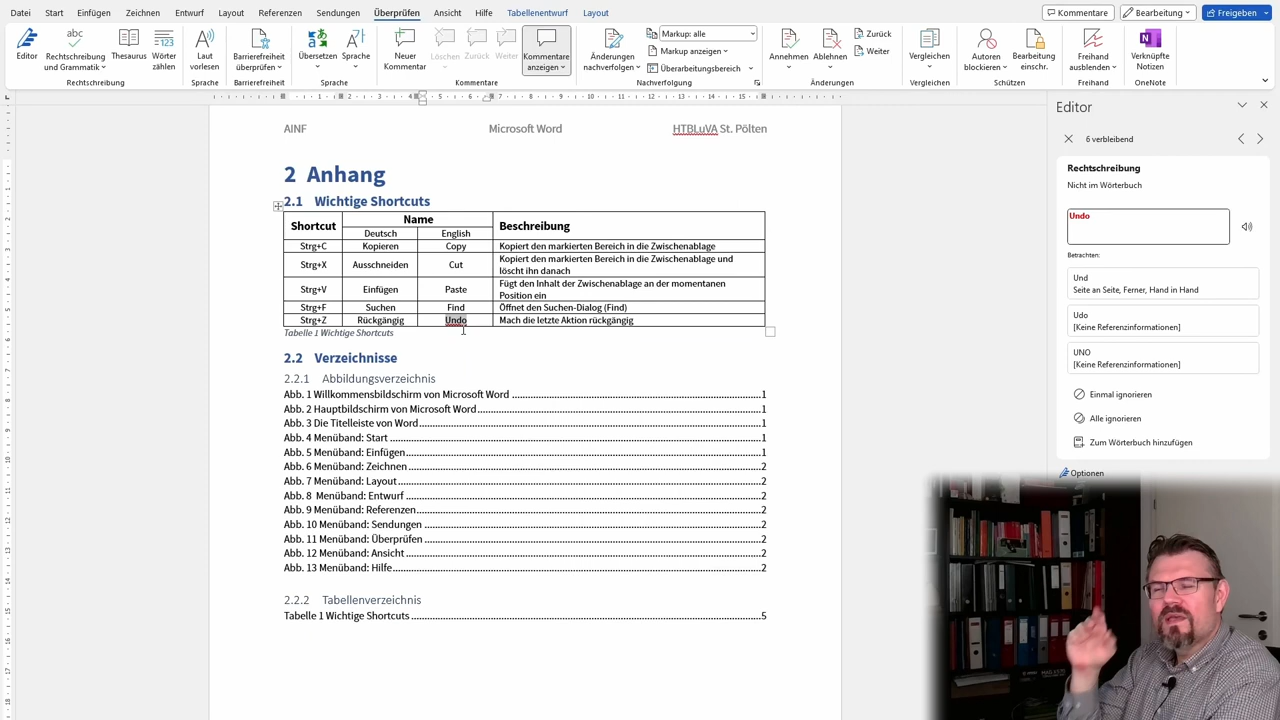 Datei Start Einfügen Zeichnen Entwurf Layout Referenzen Sendungen Überprüfen Ansicht Hilfe Tabellenentwurf Layout Kommentare Bearbeitung Freigeben
Editor
Rechtschreibung
und Grammatik
Thesaurus
Wörter
zählen
Rechtschreibung
Laut
vorlesen
Sprache
Barrierefreiheit
überprüfen
Barrierefreiheit
Übersetzen
Sprache
Sprache
Neuer
Kommentar
Löschen
Zurück
Weiter
Kommentare
anzeigen
Kommentare
Änderungen
nachverfolgen
Markup: alle
Markup anzeigen
Überarbeitungsbereich
Nachverfolgung
Annehmen
Ablehnen
Zurück
Weiter
Änderungen
Vergleichen
Vergleichen
Autoren
blockieren
Bearbeitung
einschr.
Schützen
Freihand
ausblenden
Freihand
Verknüpfte
Notizen
OneNote
AINF Microsoft Word HTBLuVA St. Pölten
2 Anhang
2.1 Wichtige Shortcuts
Shortcut Name Beschreibung
Deutsch English
Strg+C Kopieren Copy Kopiert den markierten Bereich in die Zwischenablage
Strg+X Ausschneiden Cut Kopiert den markierten Bereich in die Zwischenablage und
löscht ihn danach
Strg+V Einfügen Paste Fügt den Inhalt der Zwischenablage an der momentanen
Position ein
Strg+F Suchen Find Öffnet den Suchen-Dialog (Find)
Strg+Z Rückgängig Undo Mach die letzte Aktion rückgängig
Tabelle 1 Wichtige Shortcuts
2.2 Verzeichnisse
2.2.1 Abbildungsverzeichnis
Abb. 1 Willkommensbildschirm von Microsoft Word 1
Abb. 2 Hauptbildschirm von Microsoft Word 1
Abb. 3 Die Titelleiste von Word 1
Abb. 4 Menüband: Start 1
Abb. 5 Menüband: Einfügen 1
Abb. 6 Menüband: Zeichnen 2
Abb. 7 Menüband: Layout 2
Abb. 8 Menüband: Entwurf 2
Abb. 9 Menüband: Referenzen 2
Abb. 10 Menüband: Sendungen 2
Abb. 11 Menüband: Überprüfen 2
Abb. 12 Menüband: Ansicht 2
Abb. 13 Menüband: Hilfe 2
2.2.2 Tabellenverzeichnis
Tabelle 1 Wichtige Shortcuts 5
Editor
6 verbleibend
Rechtschreibung
Nicht im Wörterbuch
Undo
Betrachten:
Und
Seite an Seite, Ferner, Hand in Hand
Udo
[Keine Referenzinformationen]
UNO
[Keine Referenzinformationen]
Einmal ignorieren
Alle ignorieren
Zum Wörterbuch hinzufügen
Optionen